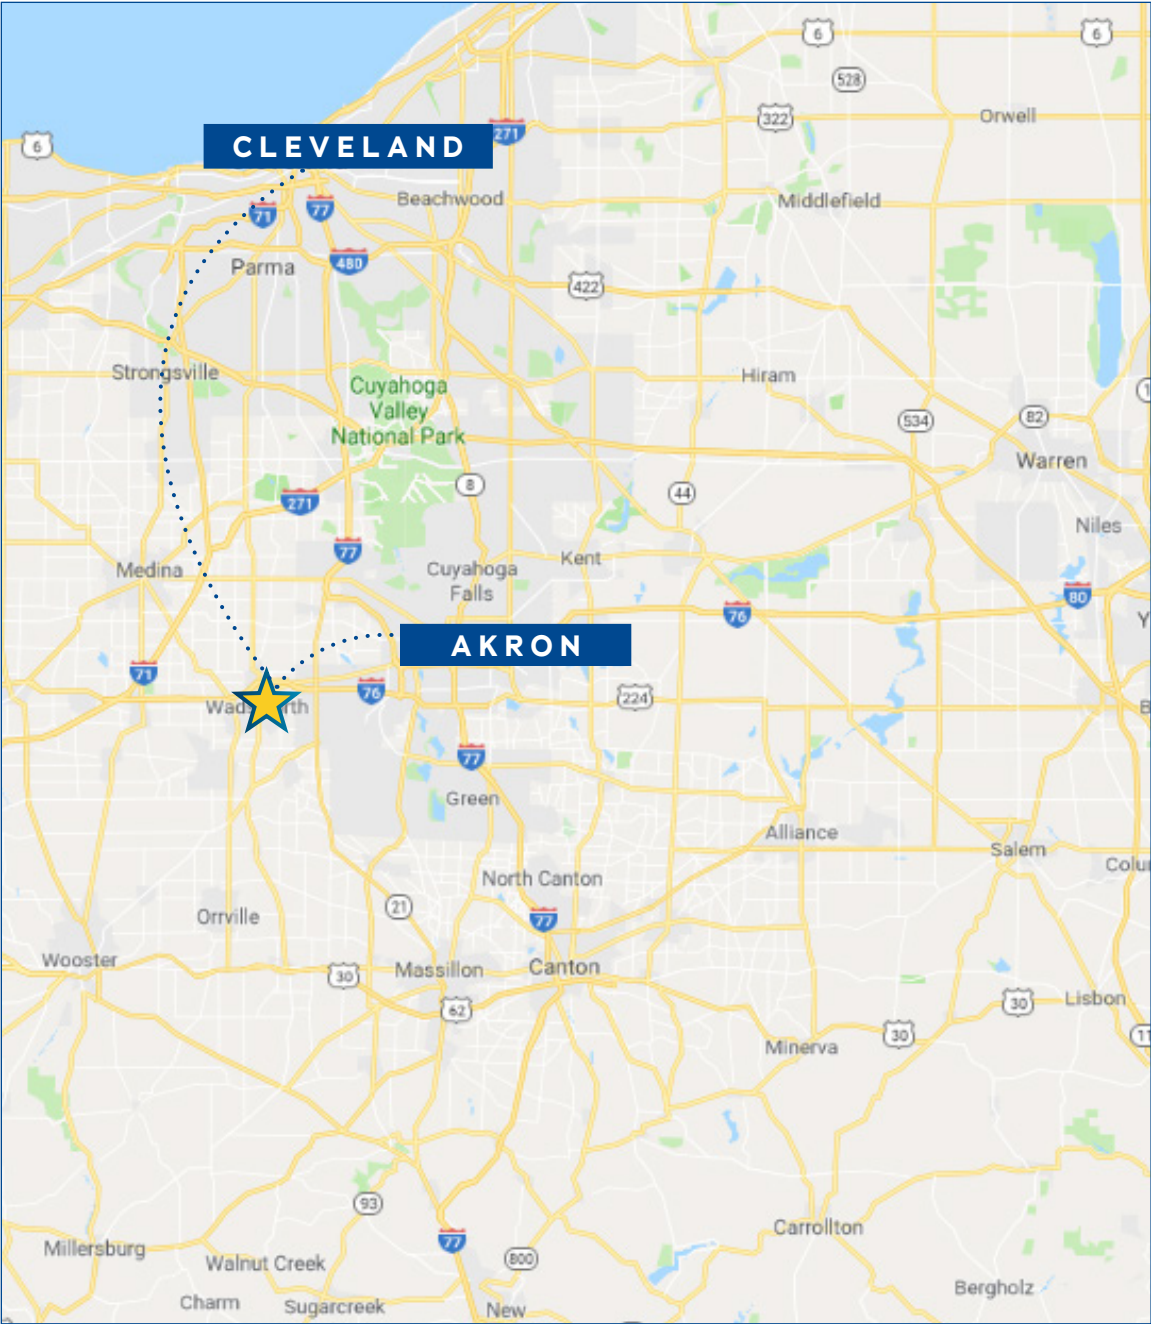 6
6
528
322
Orwell
271
CLEVELAND
6
Beachwood
Middlefield
71
77
Parma
480
422
Strongsville
Hiram
Cuyahoga
Valley
National Park
534
82
Warren
8
44
271
Niles
77
Kent
Medina
Cuyahoga
Falls
80
76
AKRON
71
76
224
77
Green
Alliance
Salem
North Canton
21
Orrville
77
Wooster
Massillon
Canton
30
62
30
Lisbon
30
Minerva
93
Carrollton
77
Millersburg
Walnut Creek
800
Bergholz
Charm
Sugarcreek
New